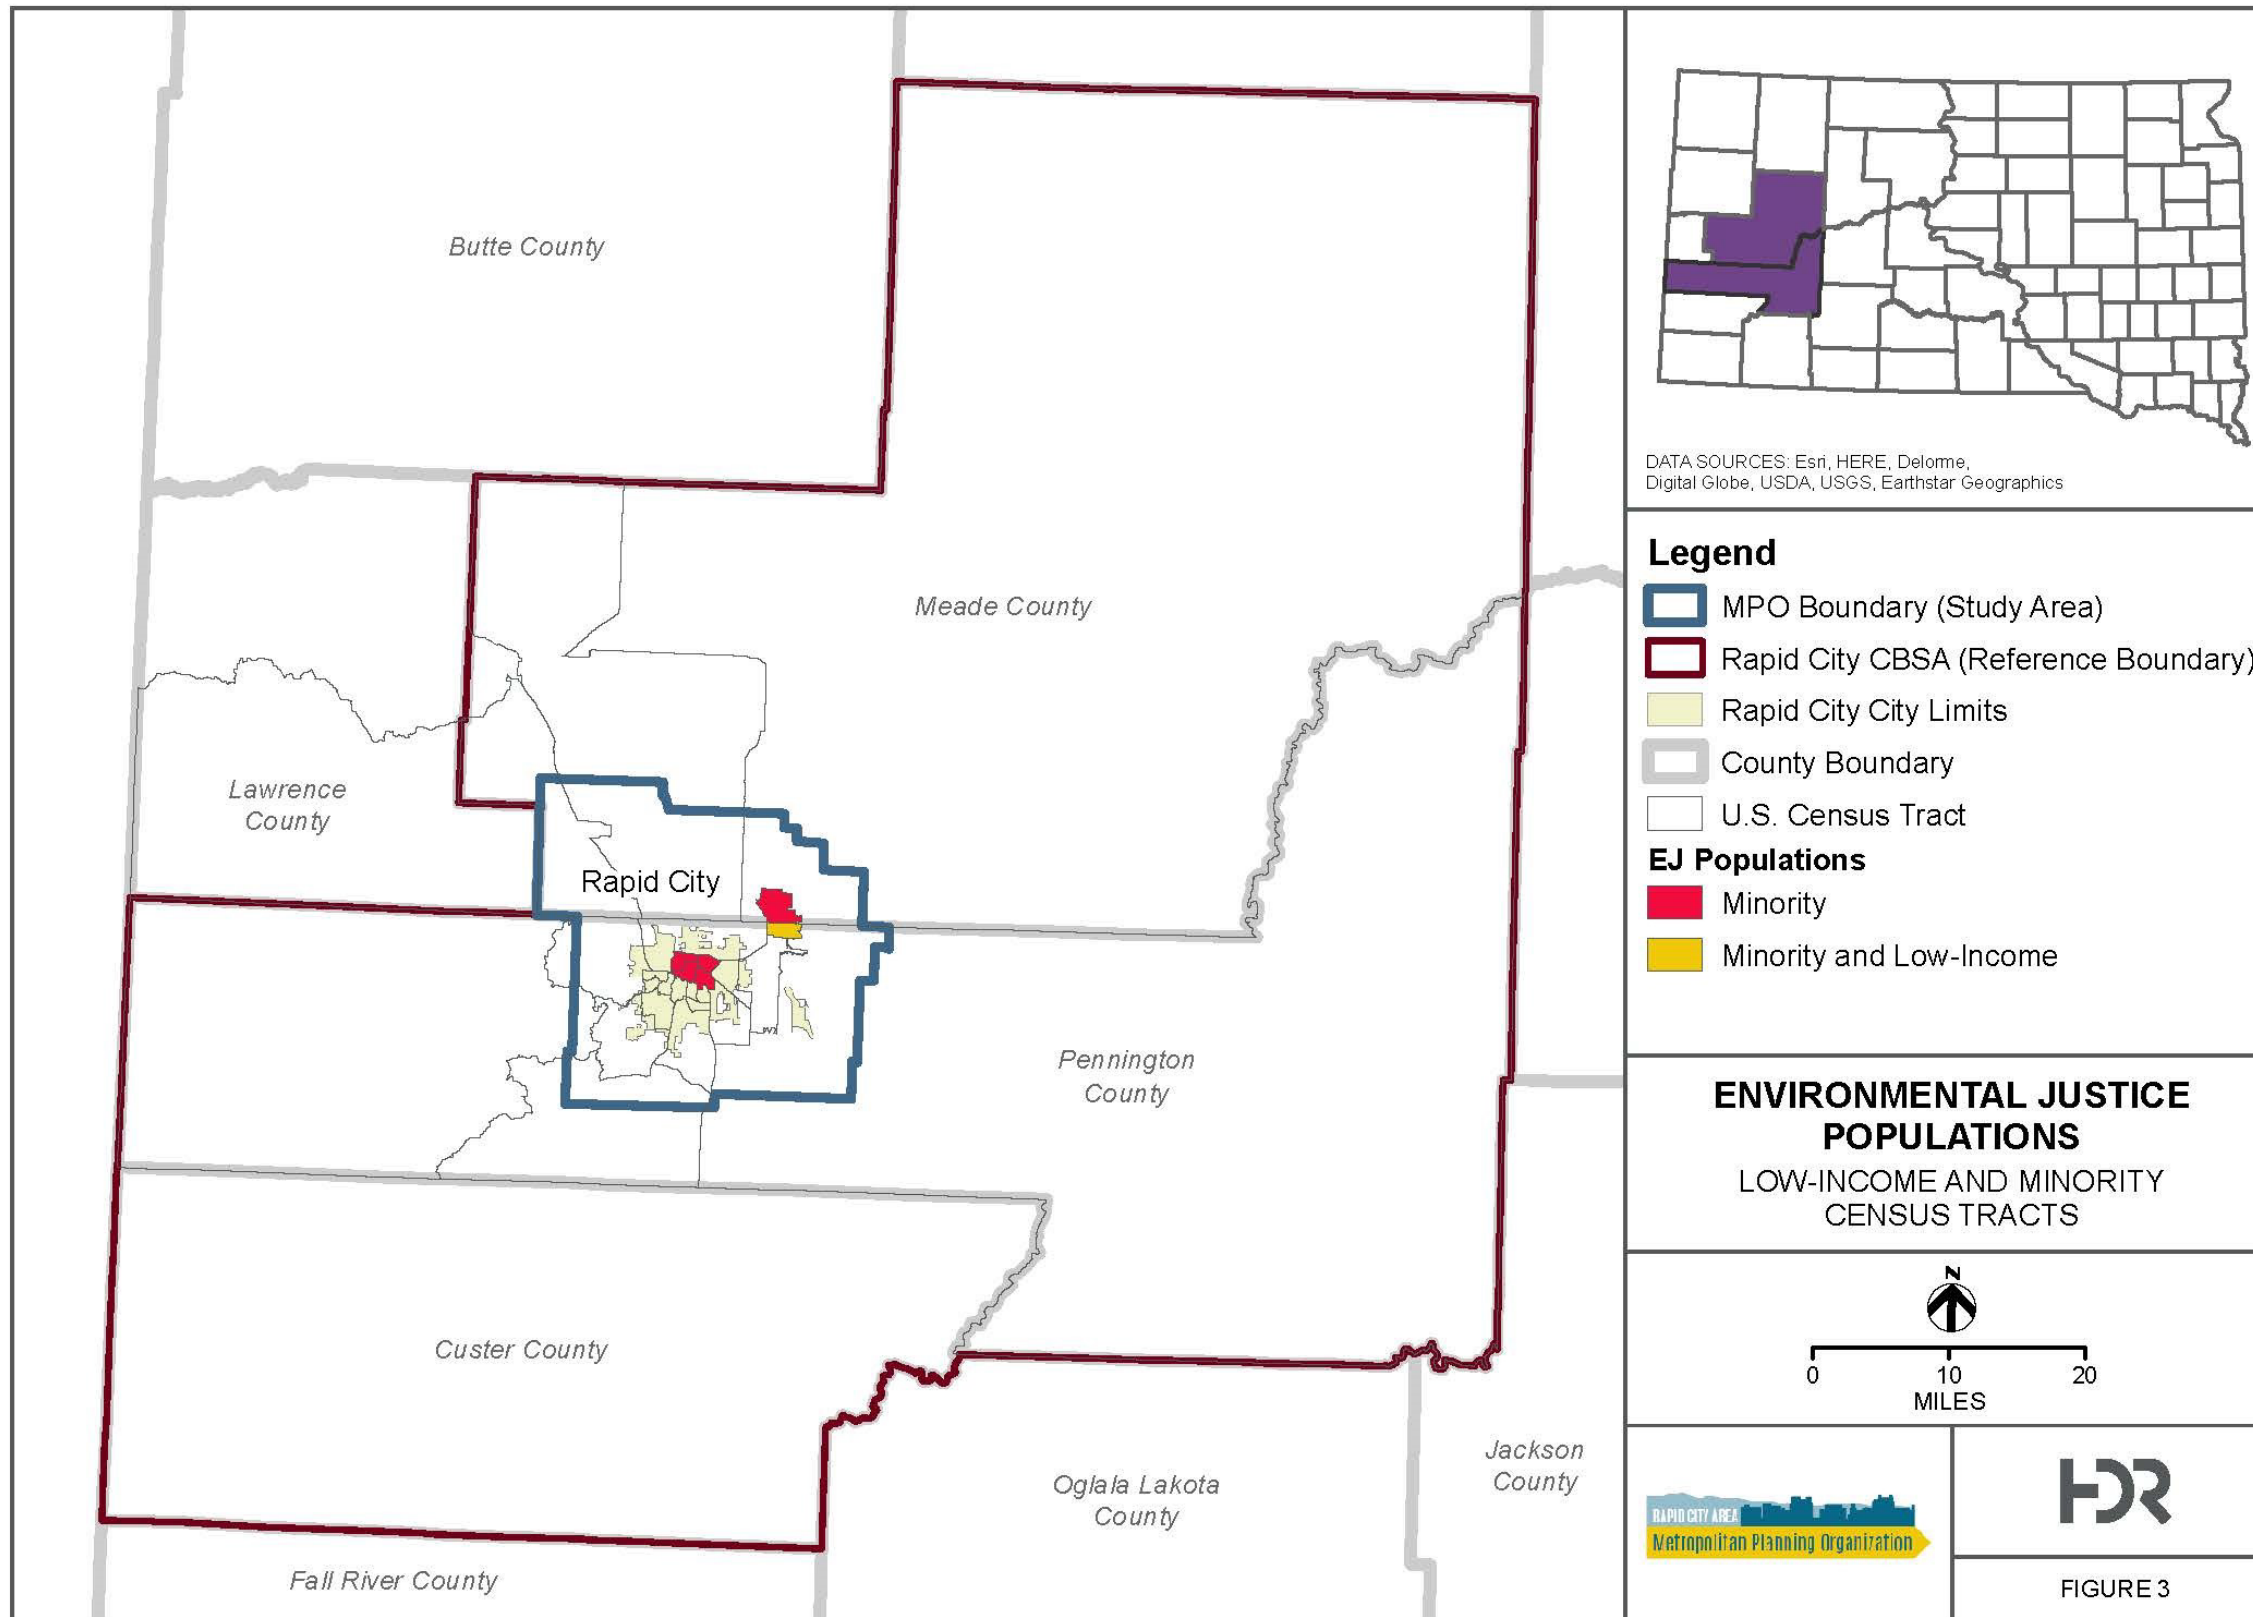 Butte County
Meade County
Lawrence
County
Rapid City
Pennington
County
Custer County
Oglala Lakota
County
Jackson
County
Fall River County
DATA SOURCES: Esri, HERE, Delorme,
Digital Globe, USDA, USGS, Earthstar Geographics
Legend
MPO Boundary (Study Area)
Rapid City CBSA (Reference Boundary)
Rapid City City Limits
County Boundary
U.S. Census Tract
EJ Populations
Minority
Minority and Low-Income
ENVIRONMENTAL JUSTICE
POPULATIONS
LOW-INCOME AND MINORITY
CENSUS TRACTS
N
0 10 20
MILES
RAPID CITY AREA
Metropolitan Planning Organization
HDR
FIGURE 3